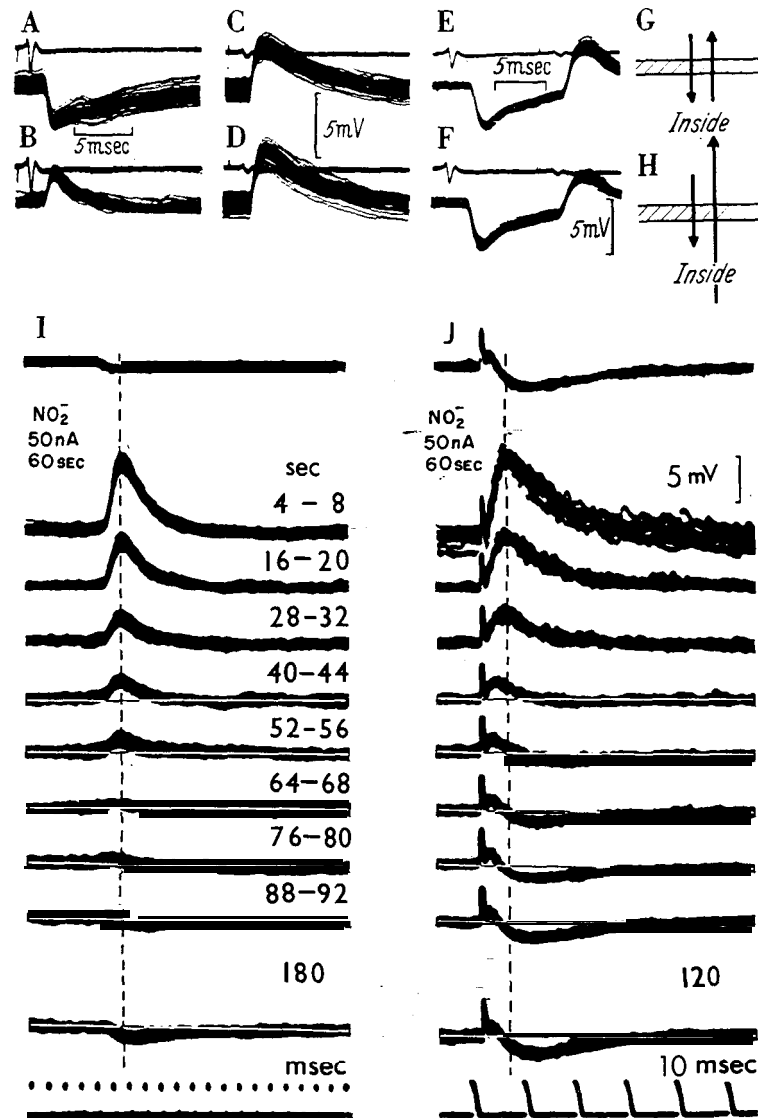 A
C
E
G
5msec
5msec
5mV
Inside
B
D
F
H
5mV
Inside
I
J
NO₂⁻
50nA
60SEC
NO₂⁻
50nA
60SEC
sec
4 – 8
5 mV
16–20
28–32
40–44
52–56
64–68
76–80
88–92
180
120
msec
10 msec